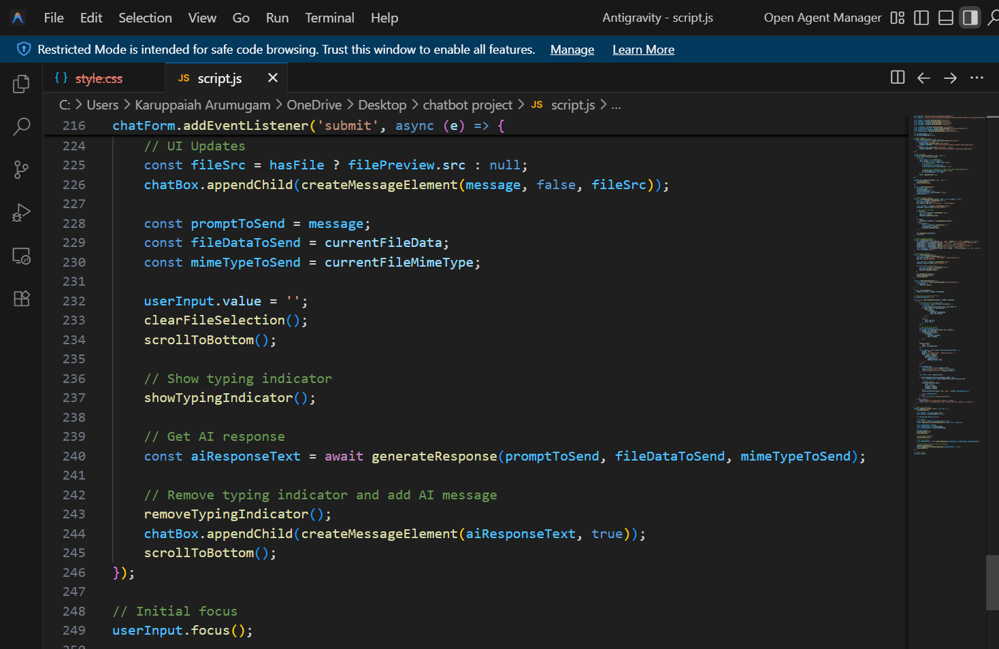 File Edit Selection View Go Run Terminal Help Antigravity - script.js Open Agent Manager
Restricted Mode is intended for safe code browsing. Trust this window to enable all features. Manage Learn More
{} style.css JS script.js
C: > Users > Karuppaiah Arumugam > OneDrive > Desktop > chatbot project > JS script.js > ...
216 chatForm.addEventListener('submit', async (e) => {
224 // UI Updates
225 const fileSrc = hasFile ? filePreview.src : null;
226 chatBox.appendChild(createMessageElement(message, false, fileSrc));
227
228 const promptToSend = message;
229 const fileDataToSend = currentFileData;
230 const mimeTypeToSend = currentFileMimeType;
231
232 userInput.value = '';
233 clearFileSelection();
234 scrollToBottom();
235
236 // Show typing indicator
237 showTypingIndicator();
238
239 // Get AI response
240 const aiResponseText = await generateResponse(promptToSend, fileDataToSend, mimeTypeToSend);
241
242 // Remove typing indicator and add AI message
243 removeTypingIndicator();
244 chatBox.appendChild(createMessageElement(aiResponseText, true));
245 scrollToBottom();
246 });
247
248 // Initial focus
249 userInput.focus();